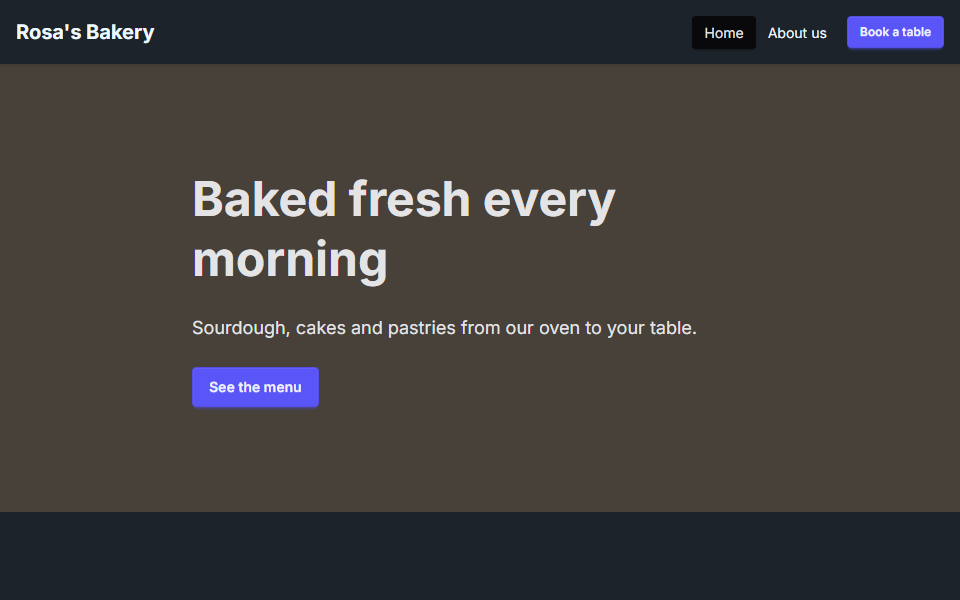 Rosa's Bakery
Home
About us
Book a table
Baked fresh every
morning
Sourdough, cakes and pastries from our oven to your table.
See the menu